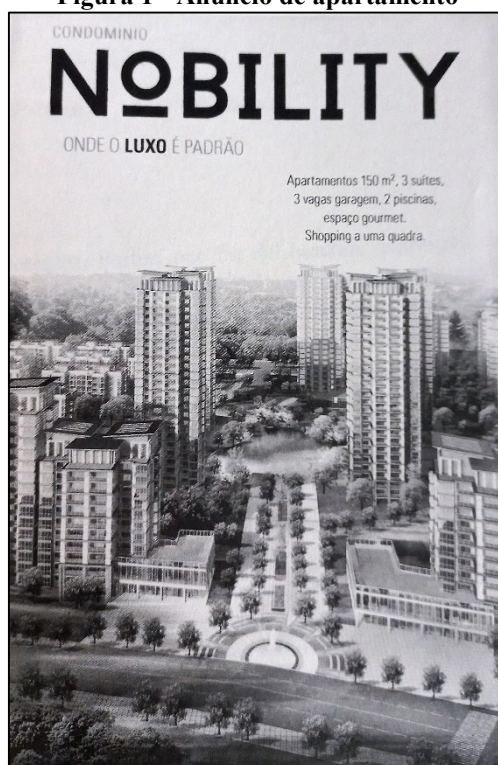 Figura 1 - Anúncio de apartamento
CONDOMINIO
NOBILITY
ONDE O LUXO É PADRÃO
Apartamentos 150 m², 3 suítes,
3 vagas garagem, 2 piscinas,
espaço gourmet.
Shopping a uma quadra.